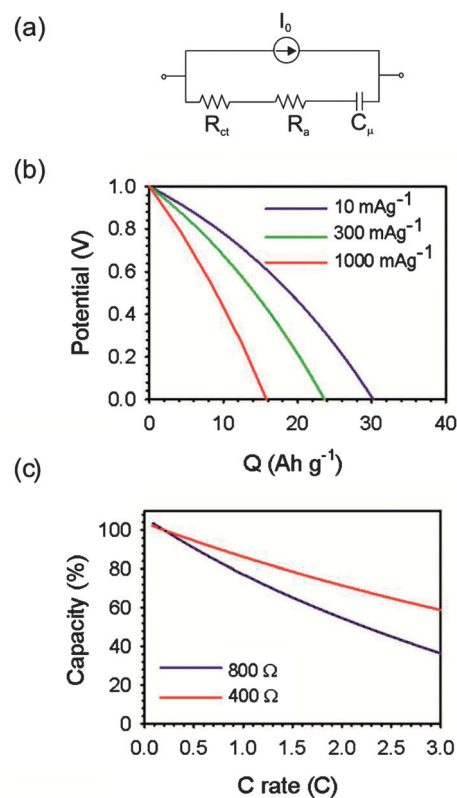 (a)
I₀
R_ct R_a C_μ
(b)
1.0
0.8
0.6
0.4
0.2
0.0
Potential (V)
10 mAg⁻¹
300 mAg⁻¹
1000 mAg⁻¹
0 10 20 30 40
Q (Ah g⁻¹)
(c)
100
80
60
40
20
0
Capacity (%)
800 Ω
400 Ω
0.0 0.5 1.0 1.5 2.0 2.5 3.0
C rate (C)